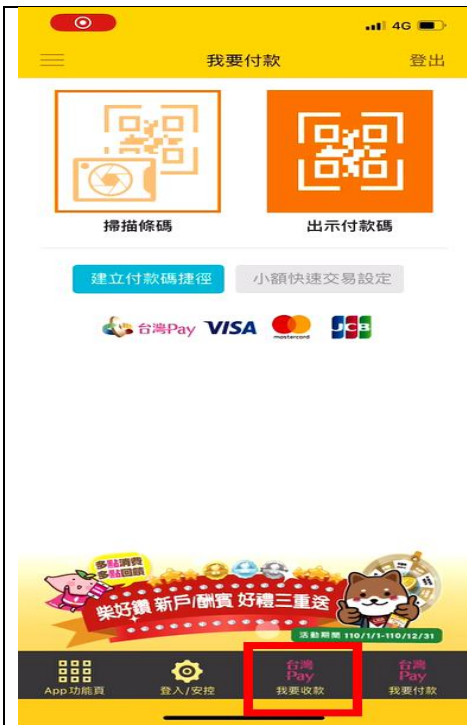 4G
我要付款
登出
掃描條碼
出示付款碼
建立付款碼捷徑
小額快速交易設定
台灣Pay VISA mastercard JCB
多點消費
多點回饋
柴好鑽 新戶/酬賓 好禮三重送
活動期間 110/1/1-110/12/31
App功能頁
登入/安控
台灣
Pay
我要收款
台灣
Pay
我要付款